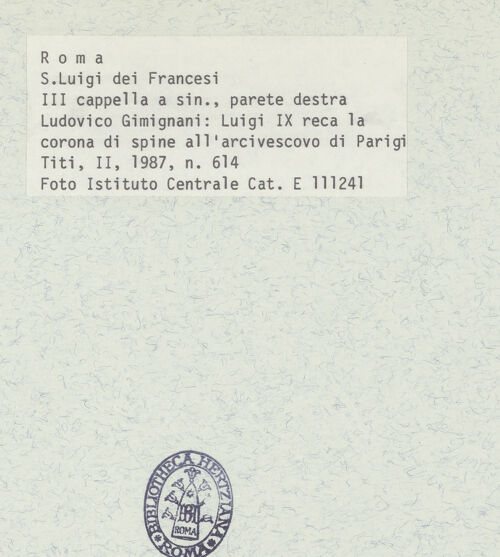 R o m a
S.Luigi dei Francesi
III cappella a sin., parete destra
Ludovico Gimignani: Luigi IX reca la
corona di spine all'arcivescovo di Parigi
Titi, II, 1987, n. 614
Foto Istituto Centrale Cat. E 111241
BIBLIOTHECA HERTZIANA
ROMA
ROMA